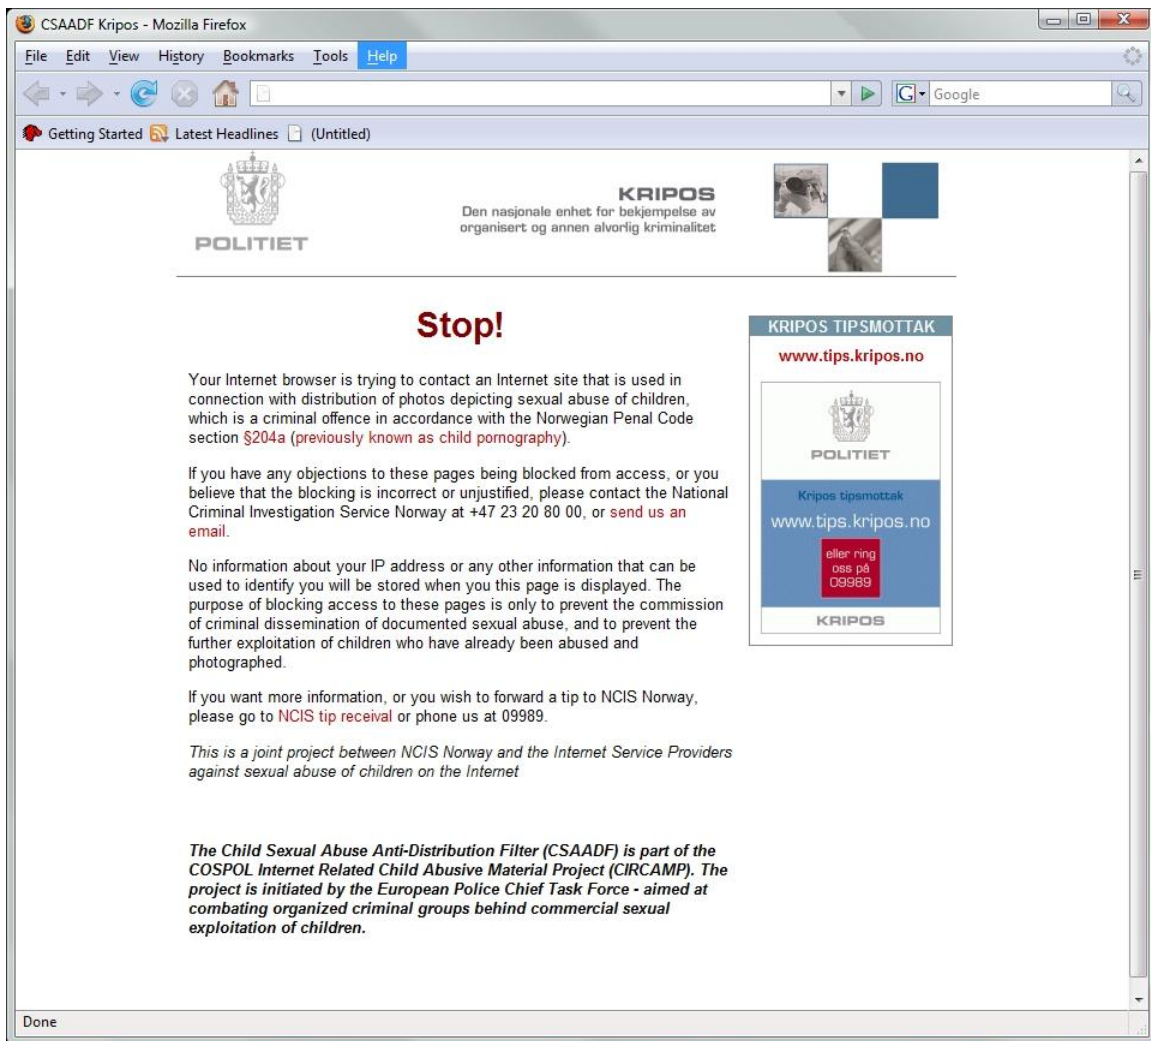 CSAADF Kripos - Mozilla Firefox
File Edit View History Bookmarks Tools Help
Google
Getting Started Latest Headlines (Untitled)
POLITIET
KRIPOS
Den nasjonale enhet for bekjempelse av
organisert og annen alvorlig kriminalitet
Stop!
Your Internet browser is trying to contact an Internet site that is used in
connection with distribution of photos depicting sexual abuse of children,
which is a criminal offence in accordance with the Norwegian Penal Code
section §204a (previously known as child pornography).
If you have any objections to these pages being blocked from access, or you
believe that the blocking is incorrect or unjustified, please contact the National
Criminal Investigation Service Norway at +47 23 20 80 00, or send us an
email.
No information about your IP address or any other information that can be
used to identify you will be stored when you this page is displayed. The
purpose of blocking access to these pages is only to prevent the commission
of criminal dissemination of documented sexual abuse, and to prevent the
further exploitation of children who have already been abused and
photographed.
If you want more information, or you wish to forward a tip to NCIS Norway,
please go to NCIS tip receival or phone us at 09989.
This is a joint project between NCIS Norway and the Internet Service Providers
against sexual abuse of children on the Internet
The Child Sexual Abuse Anti-Distribution Filter (CSAADF) is part of the
COSPOL Internet Related Child Abusive Material Project (CIRCAMP). The
project is initiated by the European Police Chief Task Force - aimed at
combating organized criminal groups behind commercial sexual
exploitation of children.
KRIPOS TIPSMOTTAK
www.tips.kripos.no
POLITIET
Kripos tipsmottak
www.tips.kripos.no
eller ring
oss på
09989
KRIPOS
Done